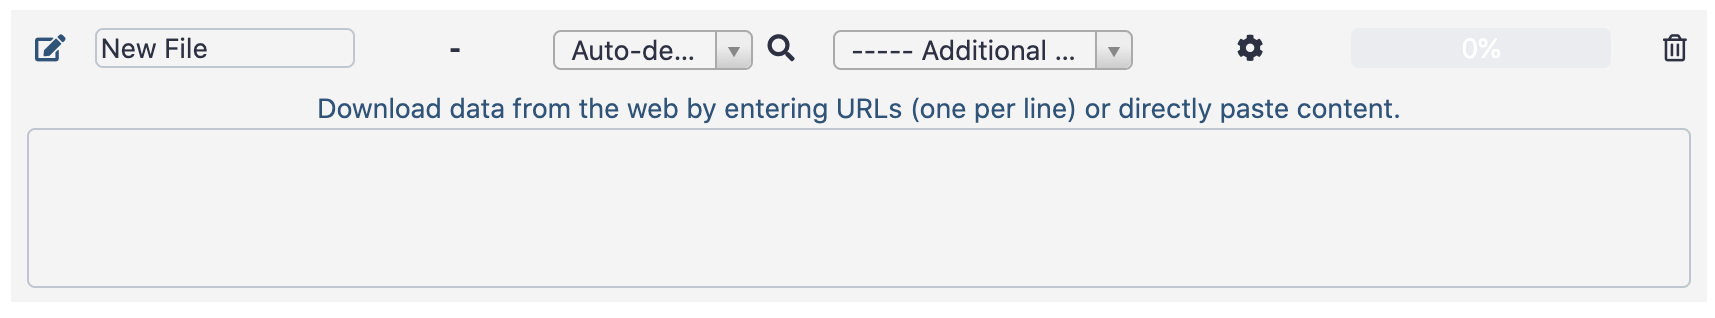 New File - Auto-de... ----- Additional ... 0%
Download data from the web by entering URLs (one per line) or directly paste content.